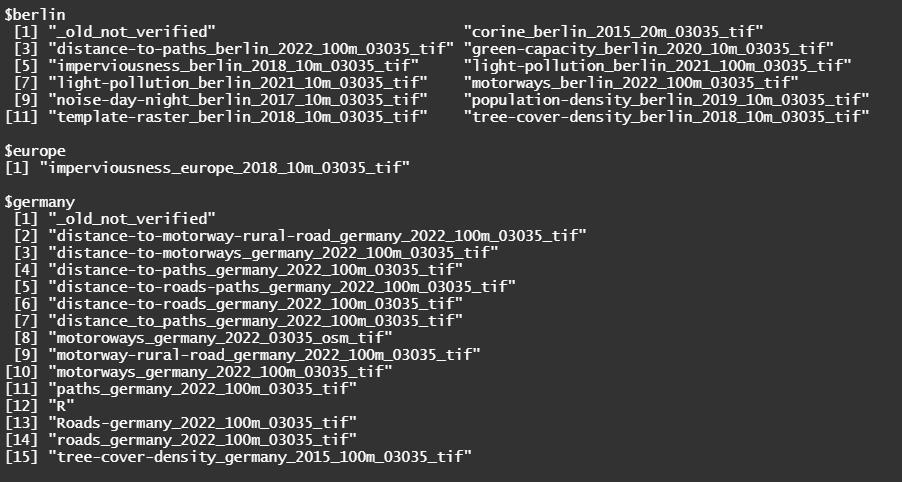 $berlin
 [1] "_old_not_verified"                            "corine_berlin_2015_20m_03035_tif"
 [3] "distance-to-paths_berlin_2022_100m_03035_tif" "green-capacity_berlin_2020_10m_03035_tif"
 [5] "imperviousness_berlin_2018_10m_03035_tif"     "light-pollution_berlin_2021_100m_03035_tif"
 [7] "light-pollution_berlin_2021_10m_03035_tif"    "motorways_berlin_2022_100m_03035_tif"
 [9] "noise-day-night_berlin_2017_10m_03035_tif"    "population-density_berlin_2019_10m_03035_tif"
[11] "template-raster_berlin_2018_10m_03035_tif"    "tree-cover-density_berlin_2018_10m_03035_tif"

$europe
[1] "imperviousness_europe_2018_10m_03035_tif"

$germany
 [1] "_old_not_verified"
 [2] "distance-to-motorway-rural-road_germany_2022_100m_03035_tif"
 [3] "distance-to-motorways_germany_2022_100m_03035_tif"
 [4] "distance-to-paths_germany_2022_100m_03035_tif"
 [5] "distance-to-roads-paths_germany_2022_100m_03035_tif"
 [6] "distance-to-roads_germany_2022_100m_03035_tif"
 [7] "distance_to_paths_germany_2022_100m_03035_tif"
 [8] "motoroways_germany_2022_03035_osm_tif"
 [9] "motorway-rural-road_germany_2022_100m_03035_tif"
[10] "motorways_germany_2022_100m_03035_tif"
[11] "paths_germany_2022_100m_03035_tif"
[12] "R"
[13] "Roads-germany_2022_100m_03035_tif"
[14] "roads_germany_2022_100m_03035_tif"
[15] "tree-cover-density_germany_2015_100m_03035_tif"